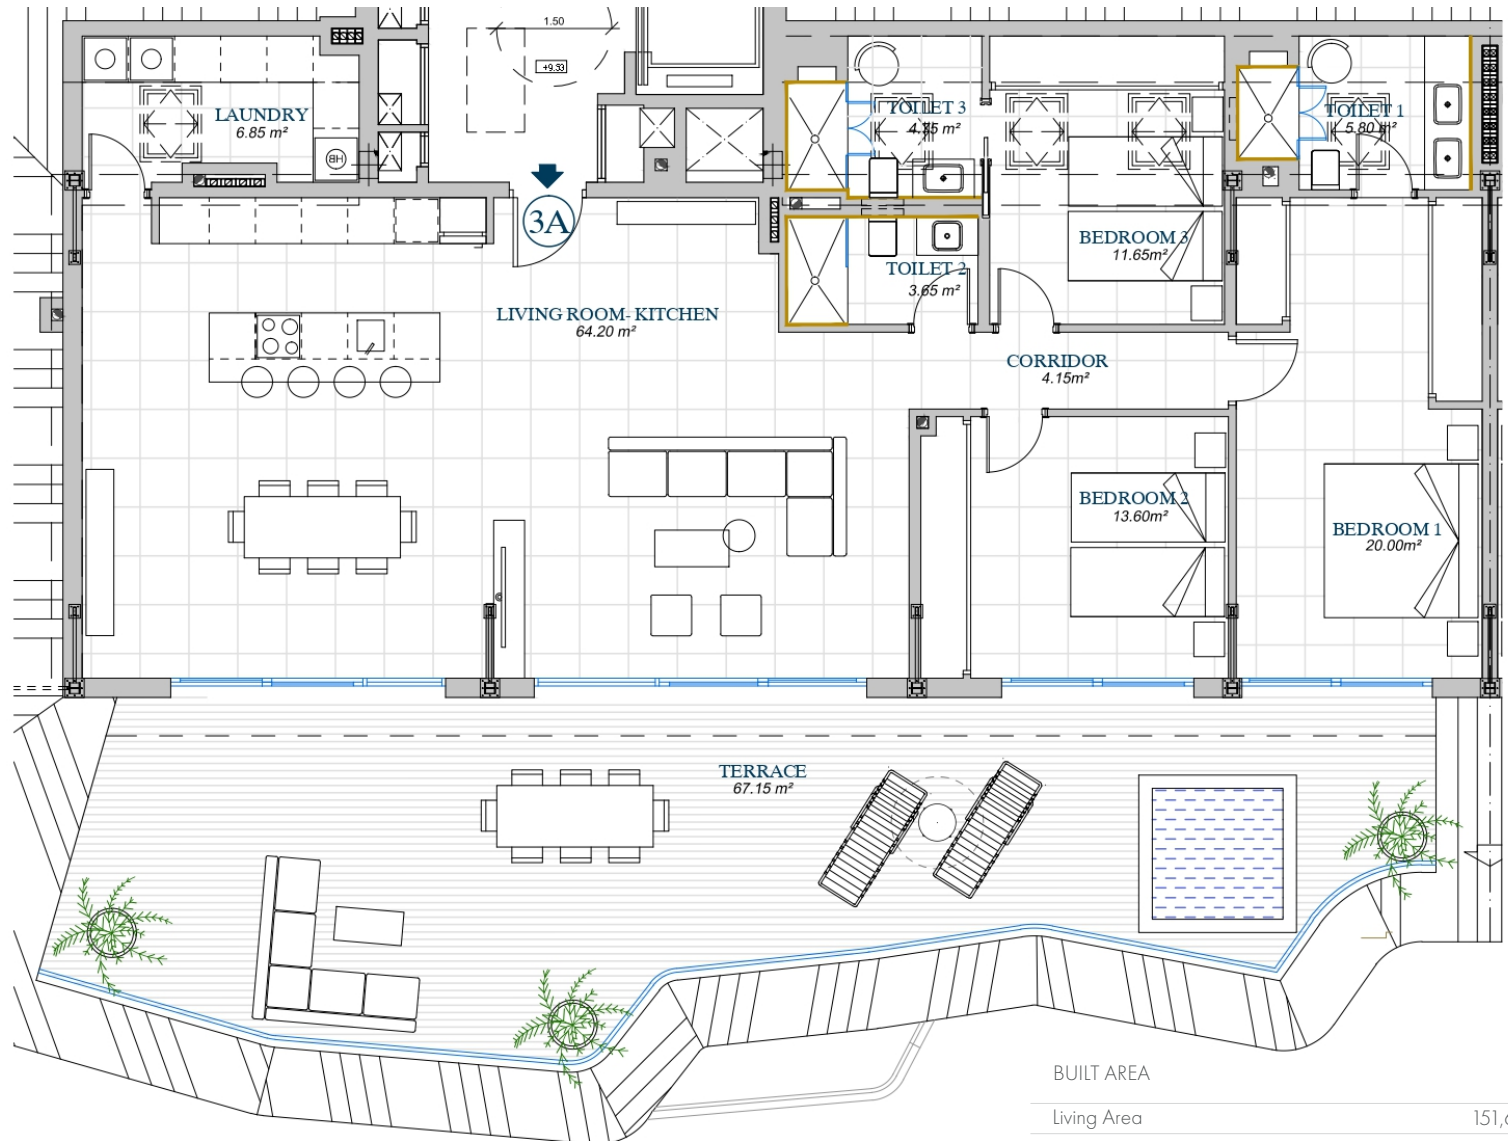 1.50
+9.33
LAUNDRY
6.85 m²
TOILET 3
4.35 m²
TOILET 1
5.80 m²
HB
3A
BEDROOM 3
11.65m²
TOILET 2
3.65 m²
LIVING ROOM- KITCHEN
64.20 m²
CORRIDOR
4.15m²
BEDROOM 2
13.60m²
BEDROOM 1
20.00m²
TERRACE
67.15 m²
BUILT AREA
Living Area
151,